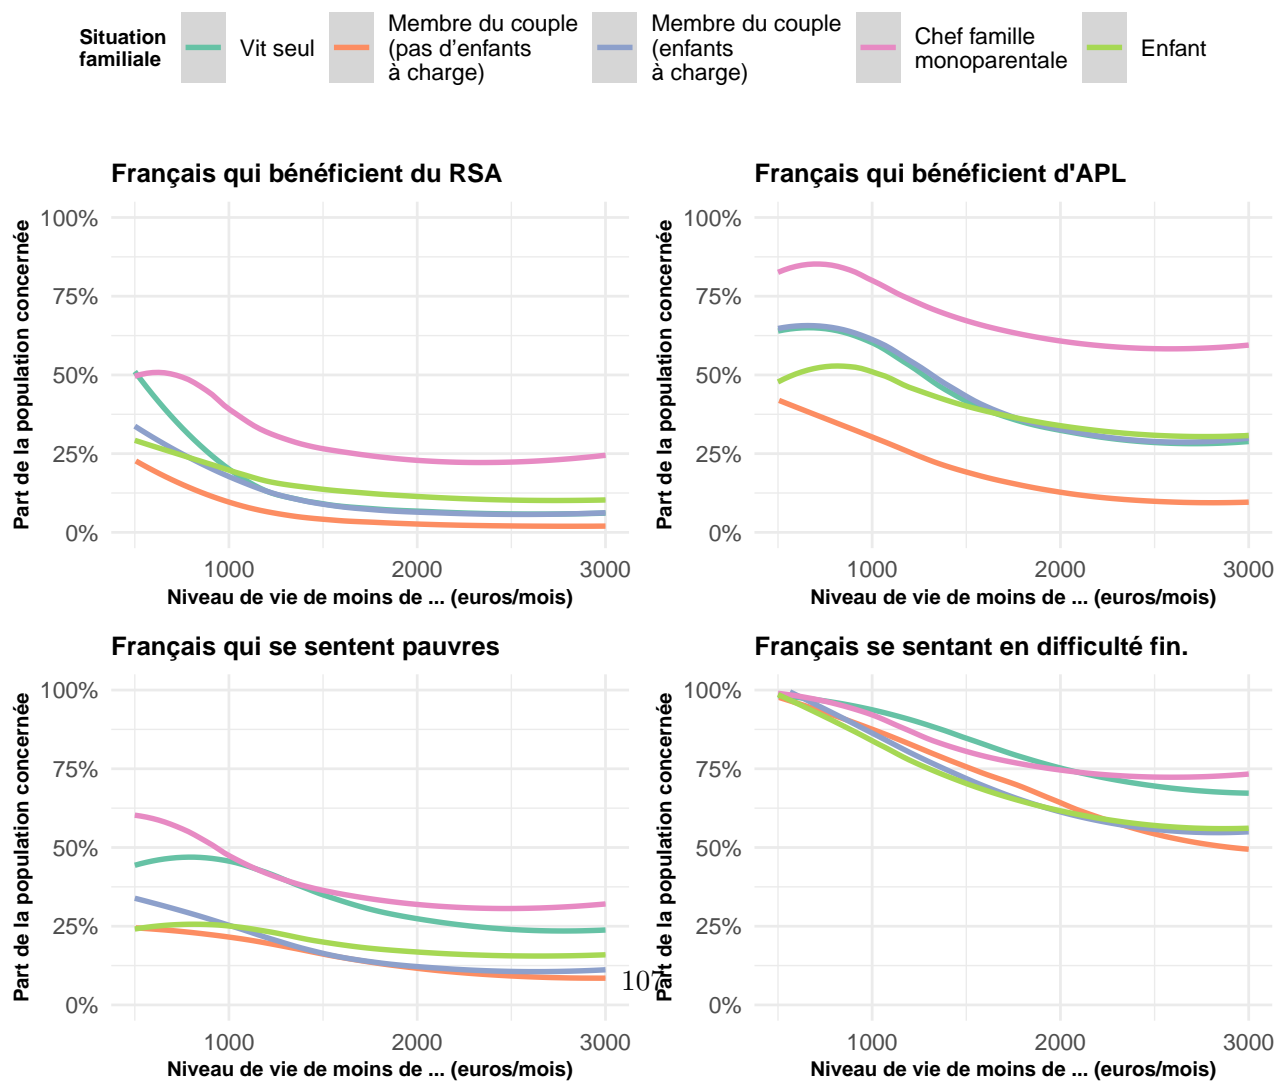 Situation
familiale
Vit seul
Membre du couple
(pas d'enfants
à charge)
Membre du couple
(enfants
à charge)
Chef famille
monoparentale
Enfant
Français qui bénéficient du RSA
Part de la population concernée
100%
75%
50%
25%
0%
1000 2000 3000
Niveau de vie de moins de ... (euros/mois)
Français qui bénéficient d'APL
Part de la population concernée
100%
75%
50%
25%
0%
1000 2000 3000
Niveau de vie de moins de ... (euros/mois)
Français qui se sentent pauvres
Part de la population concernée
100%
75%
50%
25%
0%
1000 2000 3000
Niveau de vie de moins de ... (euros/mois)
Français se sentant en difficulté fin.
Part de la population concernée
100%
75%
50%
25%
0%
1000 2000 3000
Niveau de vie de moins de ... (euros/mois)
107